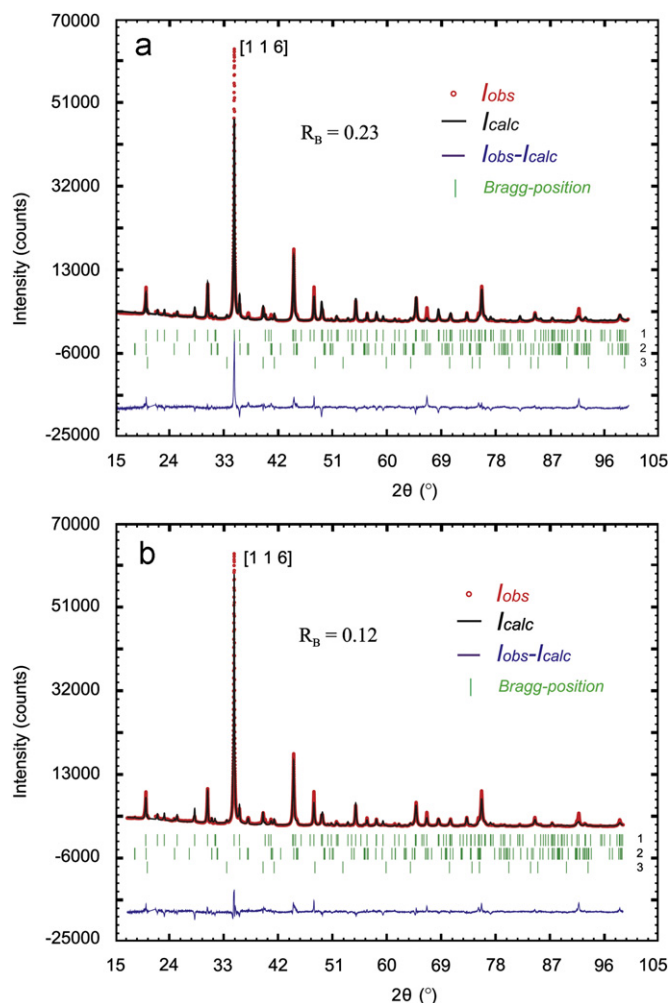 a
70000
51000
32000
13000
-6000
-25000
Intensity (counts)
[1 1 6]
R_B = 0.23
I_obs
I_calc
I_obs-I_calc
Bragg-position
1
2
3
15 24 33 42 51 60 69 78 87 96 105
2θ (°)
b
70000
51000
32000
13000
-6000
-25000
Intensity (counts)
[1 1 6]
R_B = 0.12
I_obs
I_calc
I_obs-I_calc
Bragg-position
1
2
3
15 24 33 42 51 60 69 78 87 96 105
2θ (°)